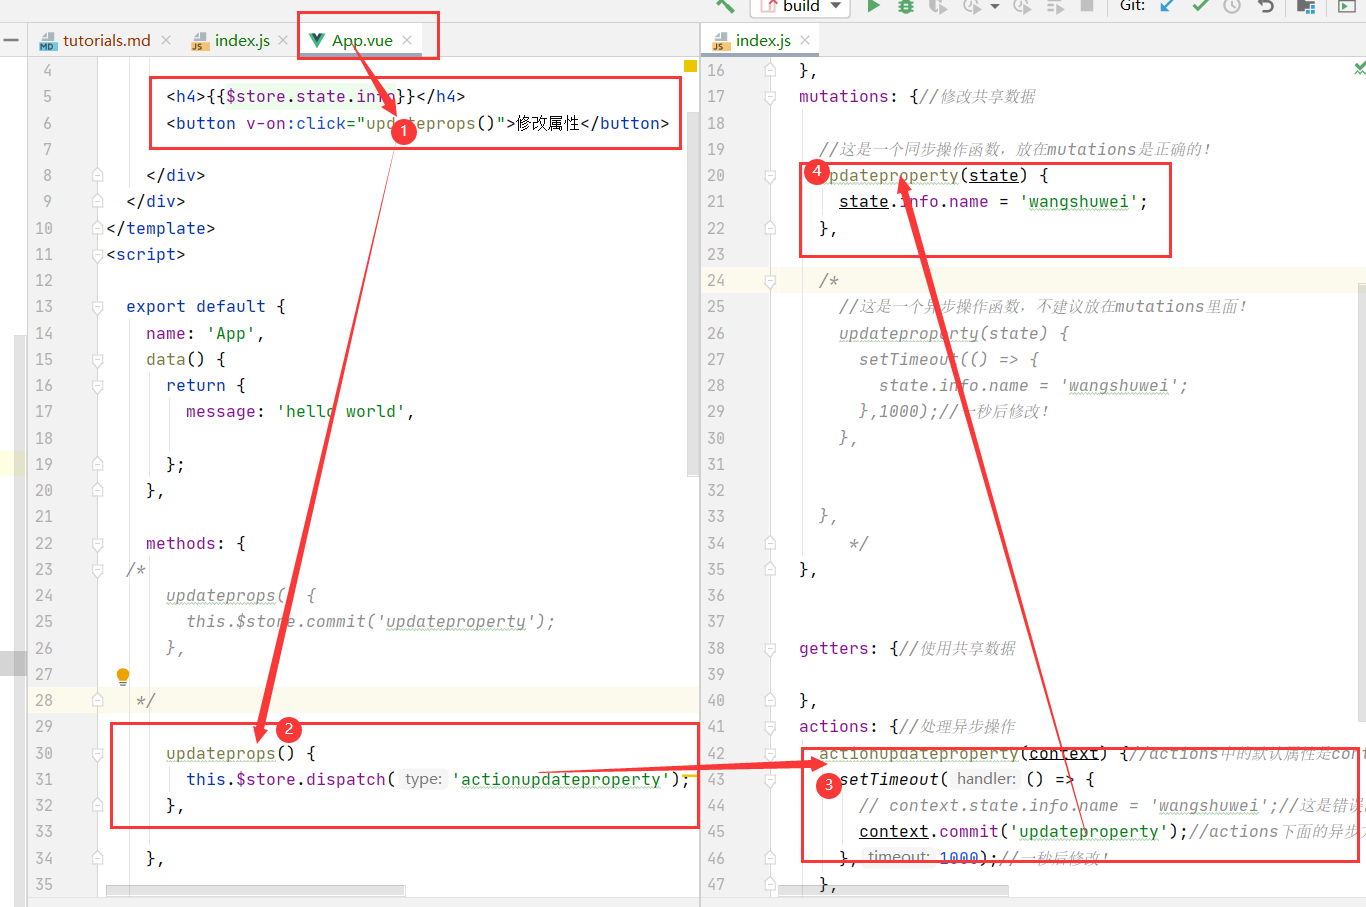 build
Git:
tutorials.md
index.js
App.vue
4
5 <h4>{{$store.state.info}}</h4>
6 <button v-on:click="updateprops()">修改属性</button>
1
7
8 </div>
9 </div>
10 </template>
11 <script>
12
13 export default {
14 name: 'App',
15 data() {
16 return {
17 message: 'hello world',
18
19 };
20 },
21
22 methods: {
23 /*
24 updateprops() {
25 this.$store.commit('updateproperty');
26 },
27
28 */
29
2
30 updateprops() {
31 this.$store.dispatch( type: 'actionupdateproperty');
32 },
33
34 },
35
index.js
16 },
17 mutations: {//修改共享数据
18
19 //这是一个同步操作函数，放在mutations是正确的！
4
20 updateproperty(state) {
21 state.info.name = 'wangshuwei';
22 },
23
24 /*
25 //这是一个异步操作函数，不建议放在mutations里面！
26 updateproperty(state) {
27 setTimeout(() => {
28 state.info.name = 'wangshuwei';
29 },1000);//一秒后修改！
30 },
31
32
33 },
34 */
35 },
36
37
38 getters: {//使用共享数据
39
40 },
41 actions: {//处理异步操作
42 actionupdateproperty(context) {//actions中的默认属性是cont
43 setTimeout( handler: () => {
3
44 // context.state.info.name = 'wangshuwei';//这是错误
45 context.commit('updateproperty');//actions下面的异步
46 }, timeout: 1000);//一秒后修改！
47 },